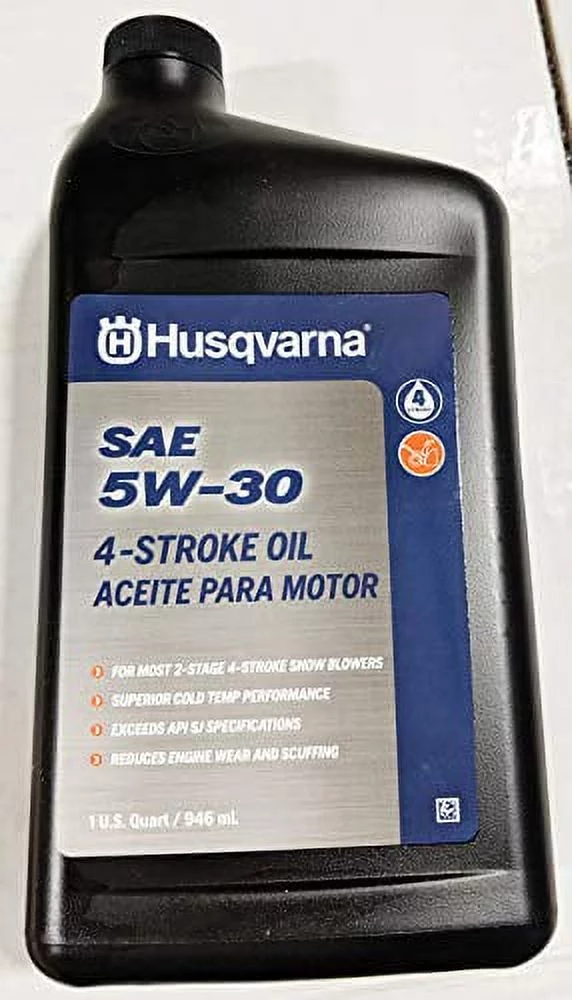 Husqvarna®
4
SAE
5W-30
4-STROKE OIL
ACEITE PARA MOTOR
FOR MOST 2-STAGE 4-STROKE SNOW BLOWERS
SUPERIOR COLD TEMP PERFORMANCE
EXCEEDS API SJ SPECIFICATIONS
REDUCES ENGINE WEAR AND SCUFFING
1 U.S. Quart / 946 mL